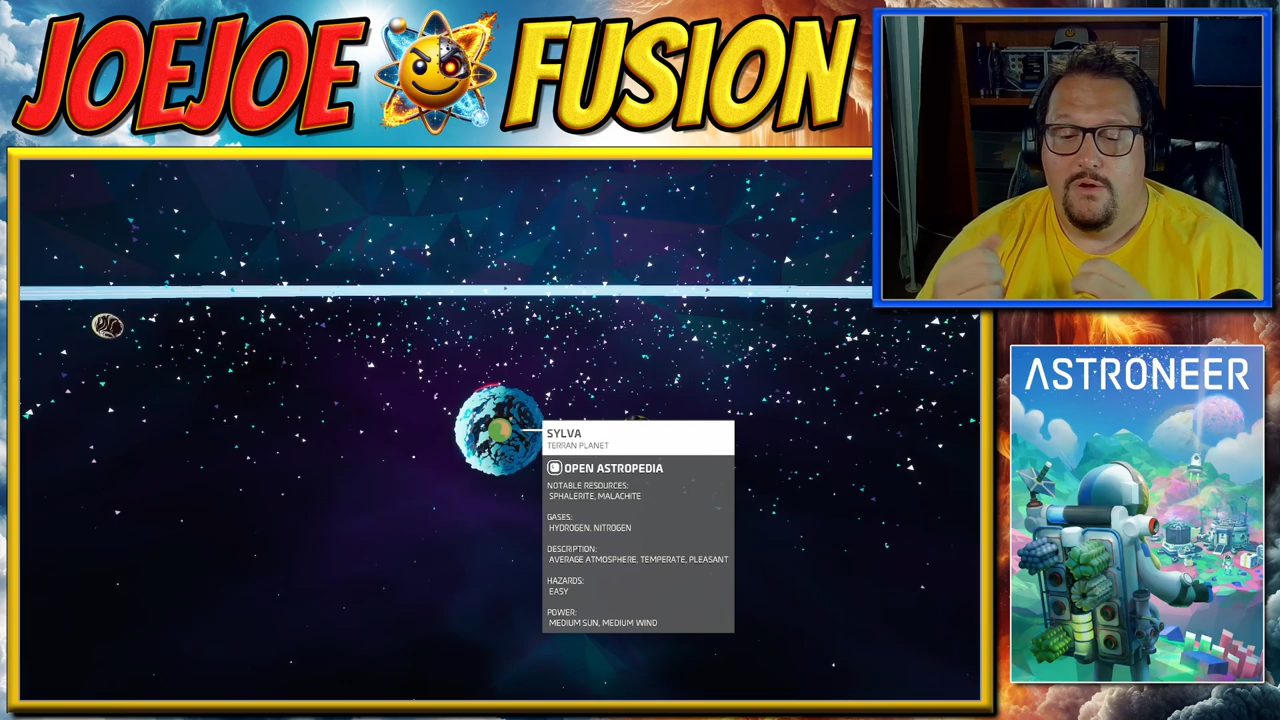 JOEJOE FUSION
ASTRONEER
SYLVA
TERRAN PLANET
OPEN ASTROPEDIA
NOTABLE RESOURCES:
SPHALERITE, MALACHITE
GASES:
HYDROGEN, NITROGEN
DESCRIPTION:
AVERAGE ATMOSPHERE, TEMPERATE, PLEASANT
HAZARDS:
EASY
POWER:
MEDIUM SUN, MEDIUM WIND